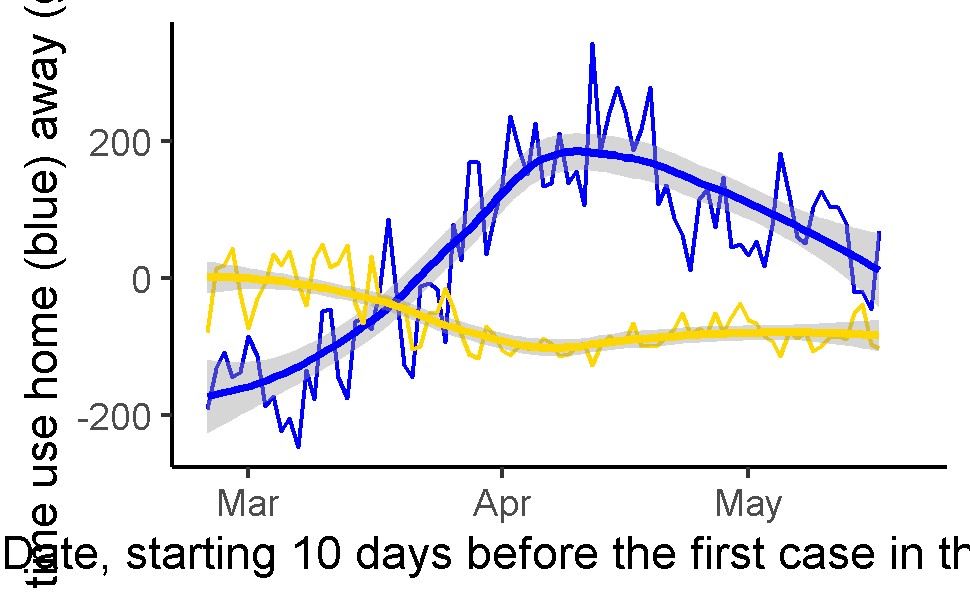 time use home (blue) away (
200
0
-200
Mar Apr May
Date, starting 10 days before the first case in th